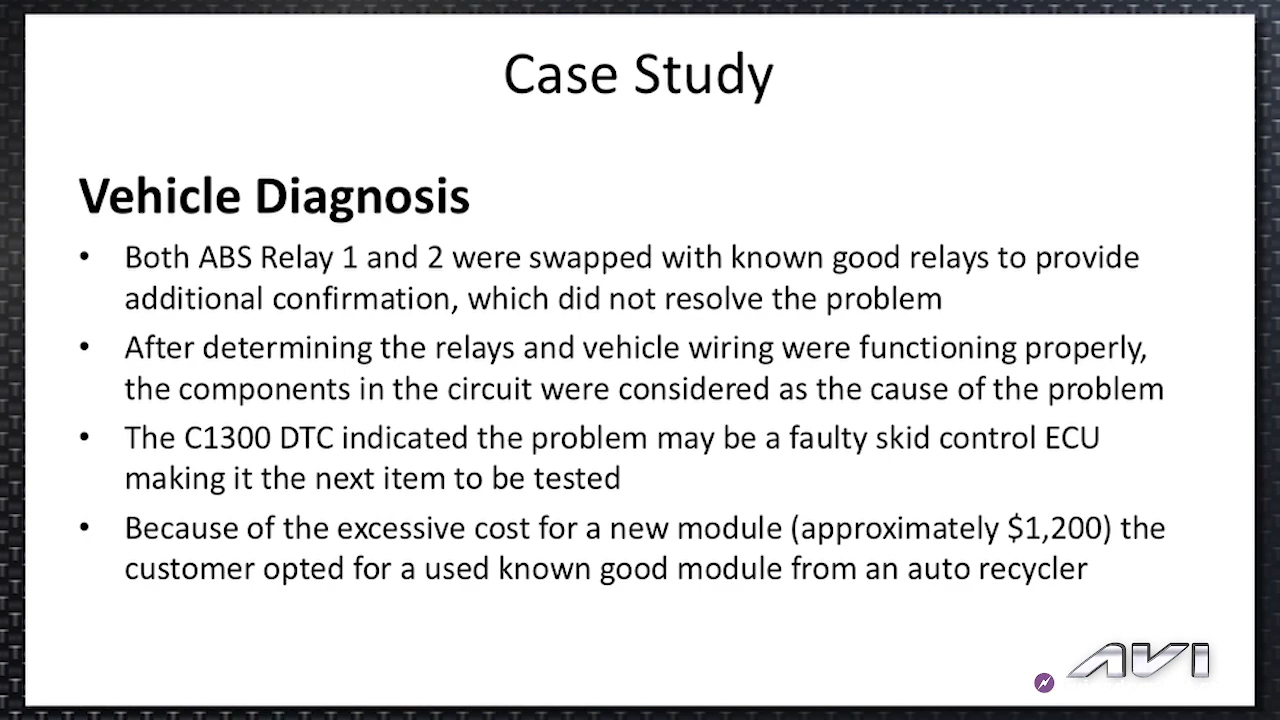 Case Study
Vehicle Diagnosis
• Both ABS Relay 1 and 2 were swapped with known good relays to provide
additional confirmation, which did not resolve the problem
• After determining the relays and vehicle wiring were functioning properly,
the components in the circuit were considered as the cause of the problem
• The C1300 DTC indicated the problem may be a faulty skid control ECU
making it the next item to be tested
• Because of the excessive cost for a new module (approximately $1,200) the
customer opted for a used known good module from an auto recycler
AVI